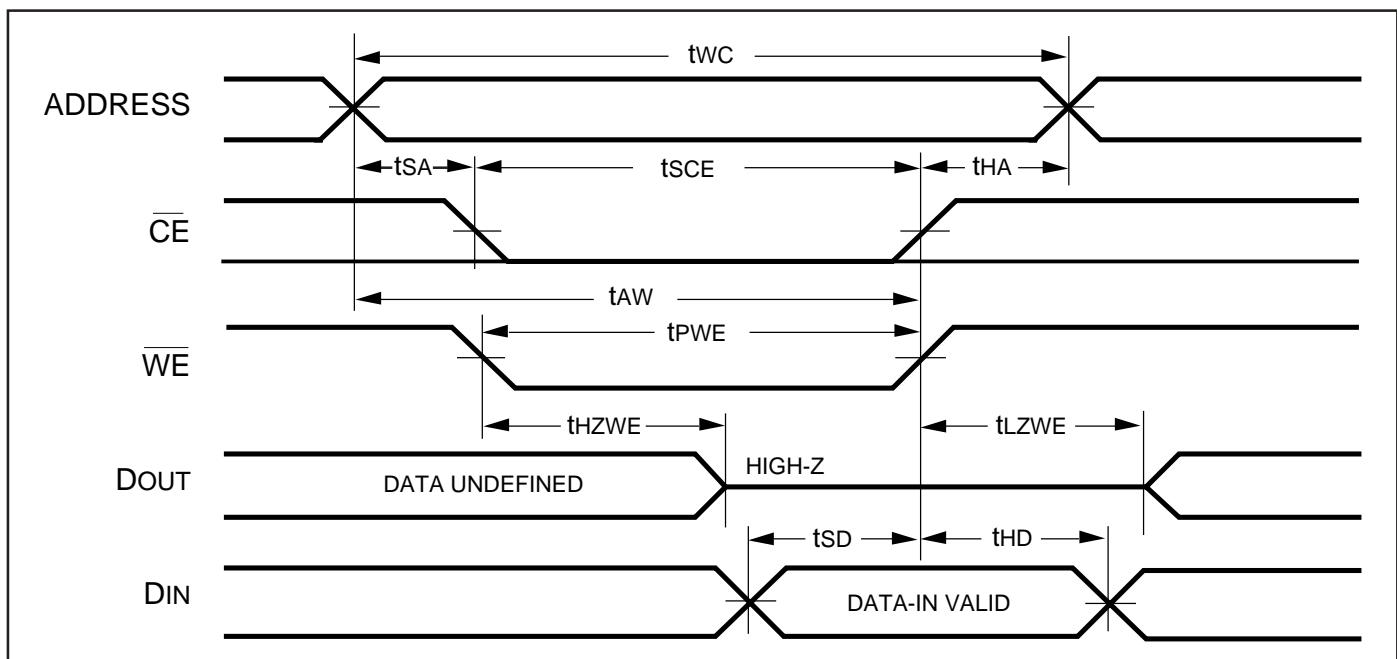 tWC
ADDRESS
tSA tSCE tHA
CE
tAW
tPWE
WE
tHZWE tLZWE
HIGH-Z
DOUT DATA UNDEFINED
tSD tHD
DIN DATA-IN VALID